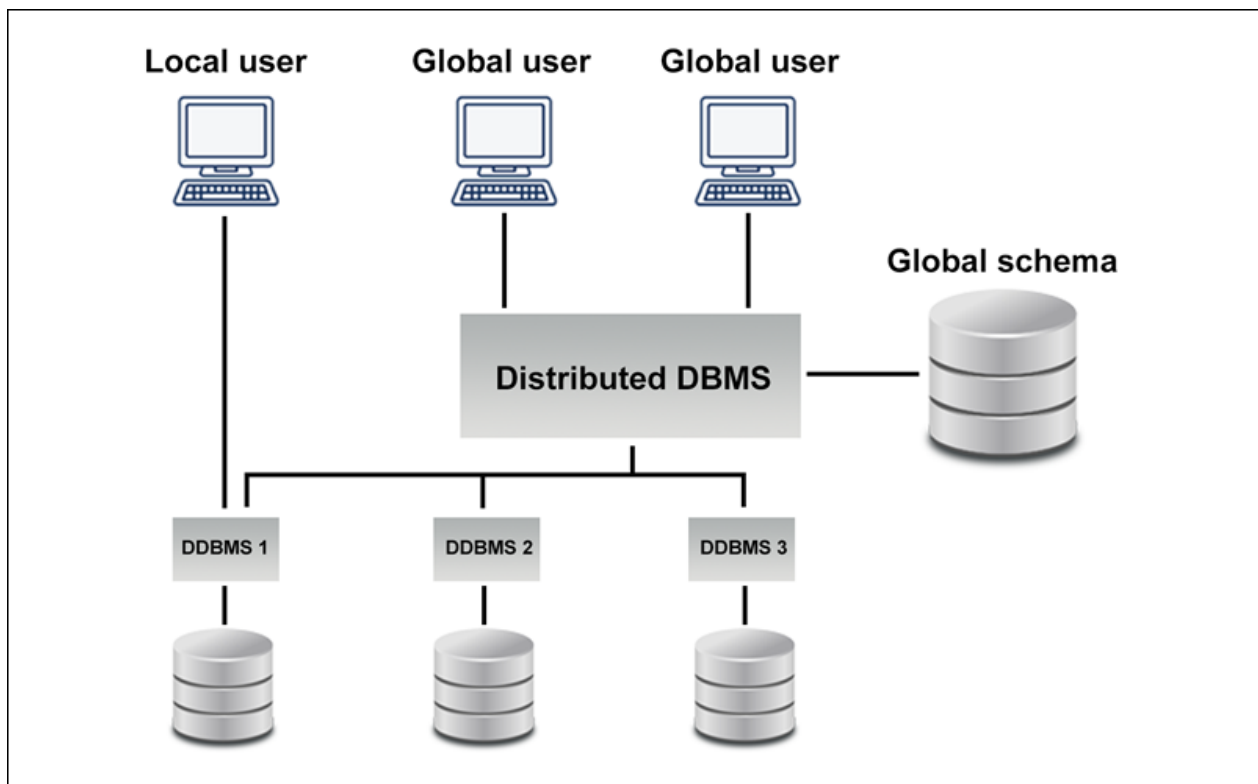 Local user
Global user
Global user
Global schema
Distributed DBMS
DDBMS 1
DDBMS 2
DDBMS 3